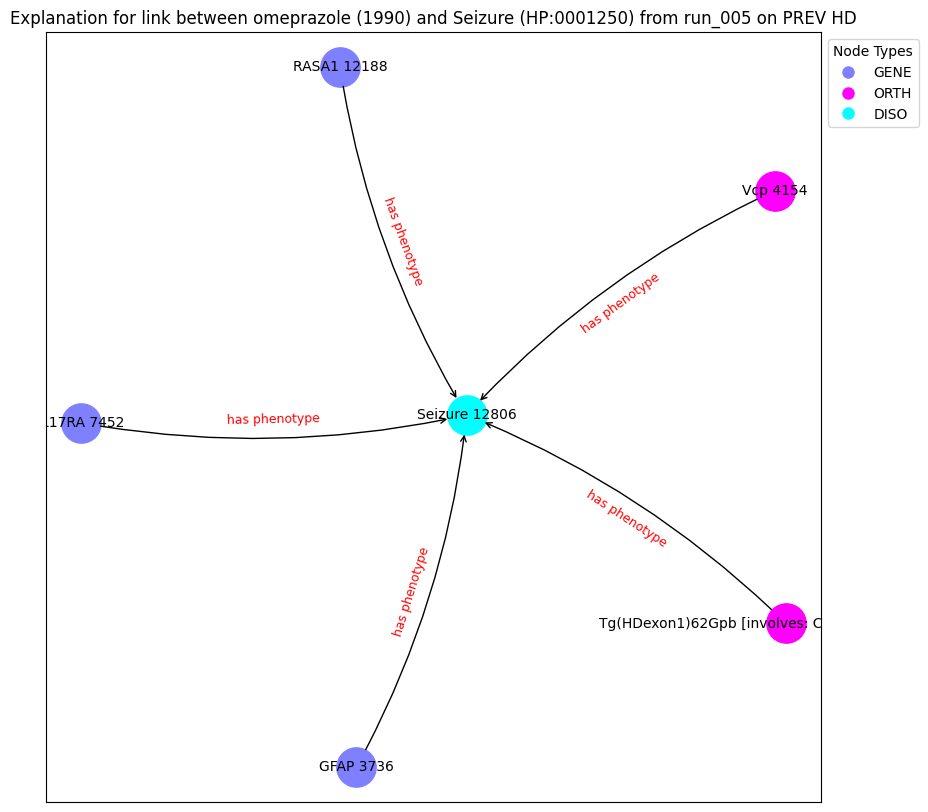 Explanation for link between omeprazole (1990) and Seizure (HP:0001250) from run_005 on PREV HD
Node Types
GENE
ORTH
DISO
RASA1 12188
Vcp 4154
has phenotype
has phenotype
Seizure 12806
.17RA 7452
has phenotype
has phenotype
has phenotype
Tg(HDexon1)62Gpb [involves: C
GFAP 3736